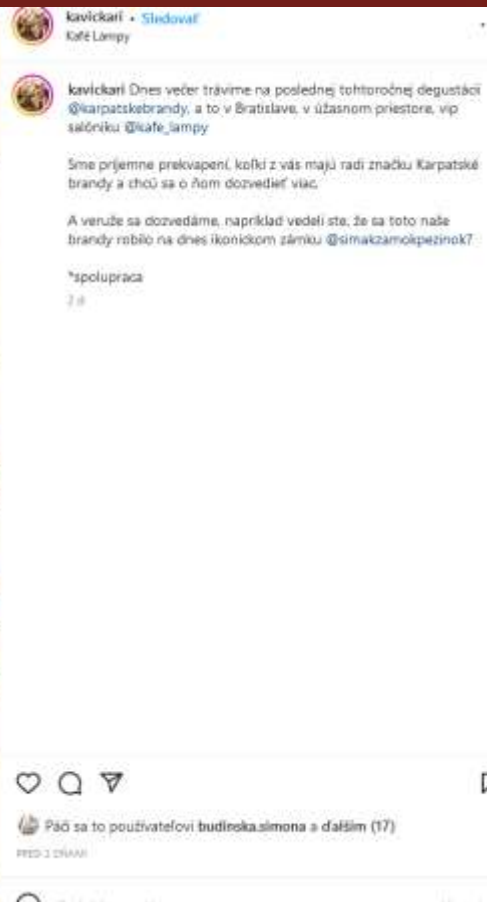 kavickari • Sledovať
Kafé Lampy
kavickari Dnes večer trávime na poslednej tohtoročnej degustácii
@karpatskebrandy, a to v Bratislave, v úžasnom priestore, vip
salóniku @kafe_lampy
Sme príjemne prekvapení, koľkí z vás majú radi značku Karpatské
brandy a chcú sa o ňom dozvedieť viac.
A veruže sa dozvedáme, napríklad vedeli ste, že sa toto naše
brandy robilo na dnes ikonickom zámku @simakzamokpezinok?
*spolupraca
2 d
Páči sa to používateľovi budinska.simona a ďalším (17)
PRED 2 DŇAMI